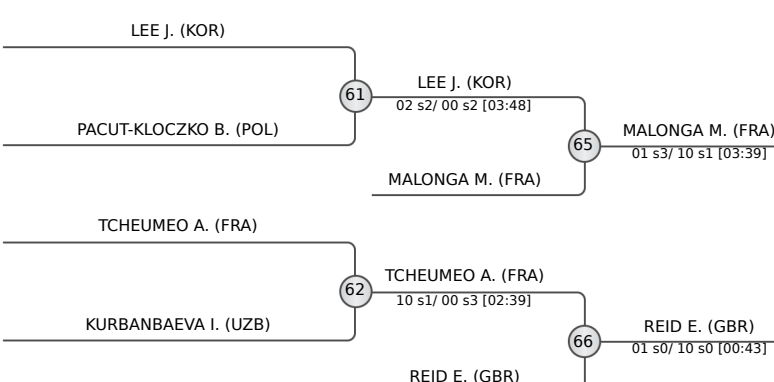 LEE J. (KOR)
61
LEE J. (KOR)
02 s2/ 00 s2 [03:48]
PACUT-KLOCZKO B. (POL)
65
MALONGA M. (FRA)
01 s3/ 10 s1 [03:39]
MALONGA M. (FRA)
TCHEUMEO A. (FRA)
62
TCHEUMEO A. (FRA)
10 s1/ 00 s3 [02:39]
KURBANBAEVA I. (UZB)
66
REID E. (GBR)
01 s0/ 10 s0 [00:43]
REID E. (GBR)